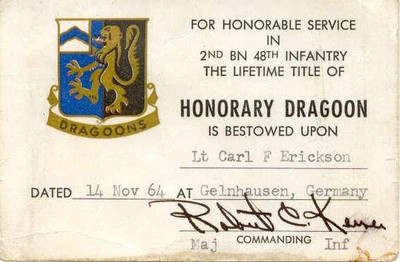 FOR HONORABLE SERVICE
IN
2ND BN 48TH INFANTRY
THE LIFETIME TITLE OF
HONORARY DRAGOON
IS BESTOWED UPON
Lt Carl F Erickson
DATED 14 Nov 64 AT Gelnhausen, Germany
Robert C.
Maj COMMANDING Inf
DRAGOONS